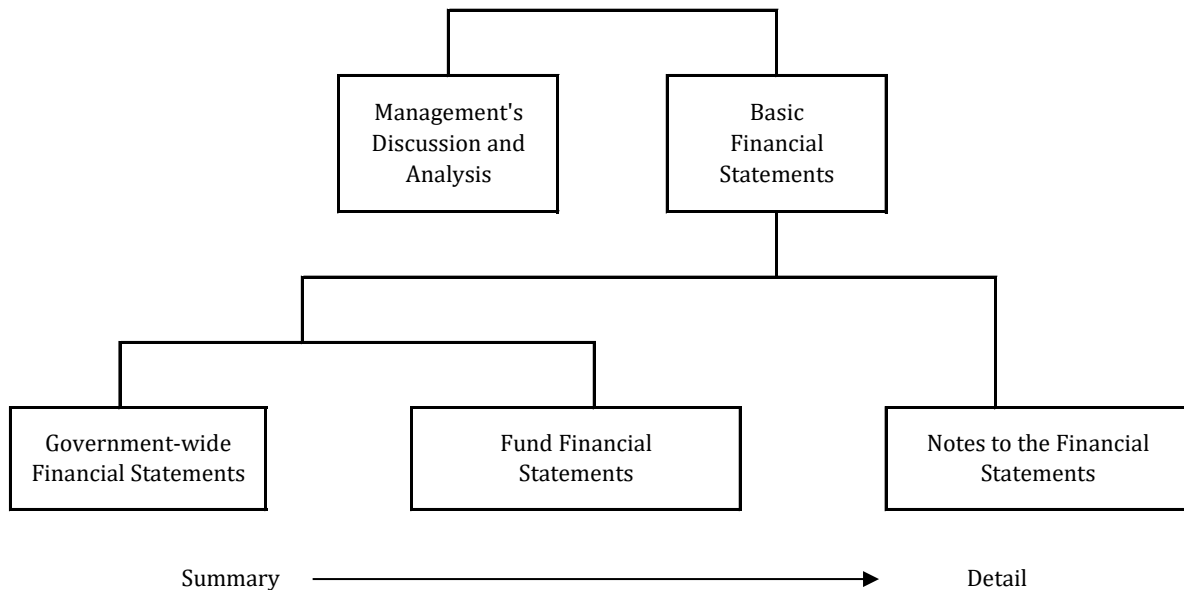 Management's
Discussion and
Analysis
Basic
Financial
Statements
Government-wide
Financial Statements
Fund Financial
Statements
Notes to the Financial
Statements
Summary
Detail